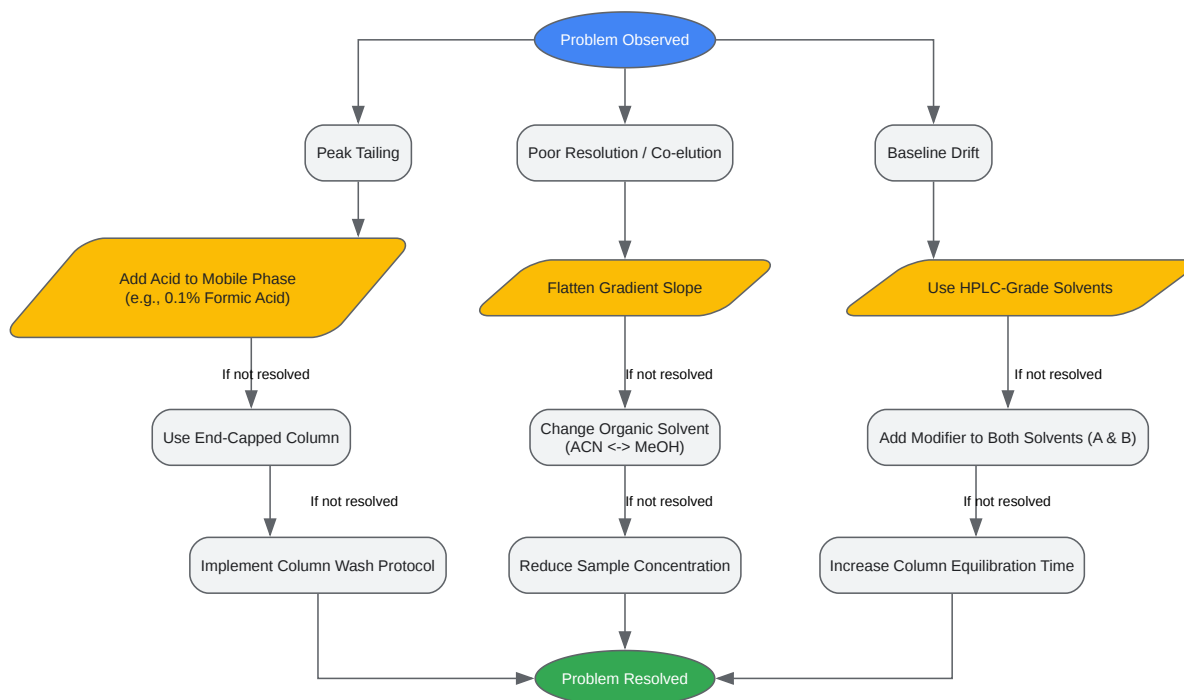 Problem Observed
Peak Tailing
Poor Resolution / Co-elution
Baseline Drift
Add Acid to Mobile Phase
(e.g., 0.1% Formic Acid)
Flatten Gradient Slope
Use HPLC-Grade Solvents
If not resolved
If not resolved
If not resolved
Use End-Capped Column
Change Organic Solvent
(ACN <-> MeOH)
Add Modifier to Both Solvents (A & B)
If not resolved
If not resolved
If not resolved
Implement Column Wash Protocol
Reduce Sample Concentration
Increase Column Equilibration Time
Problem Resolved